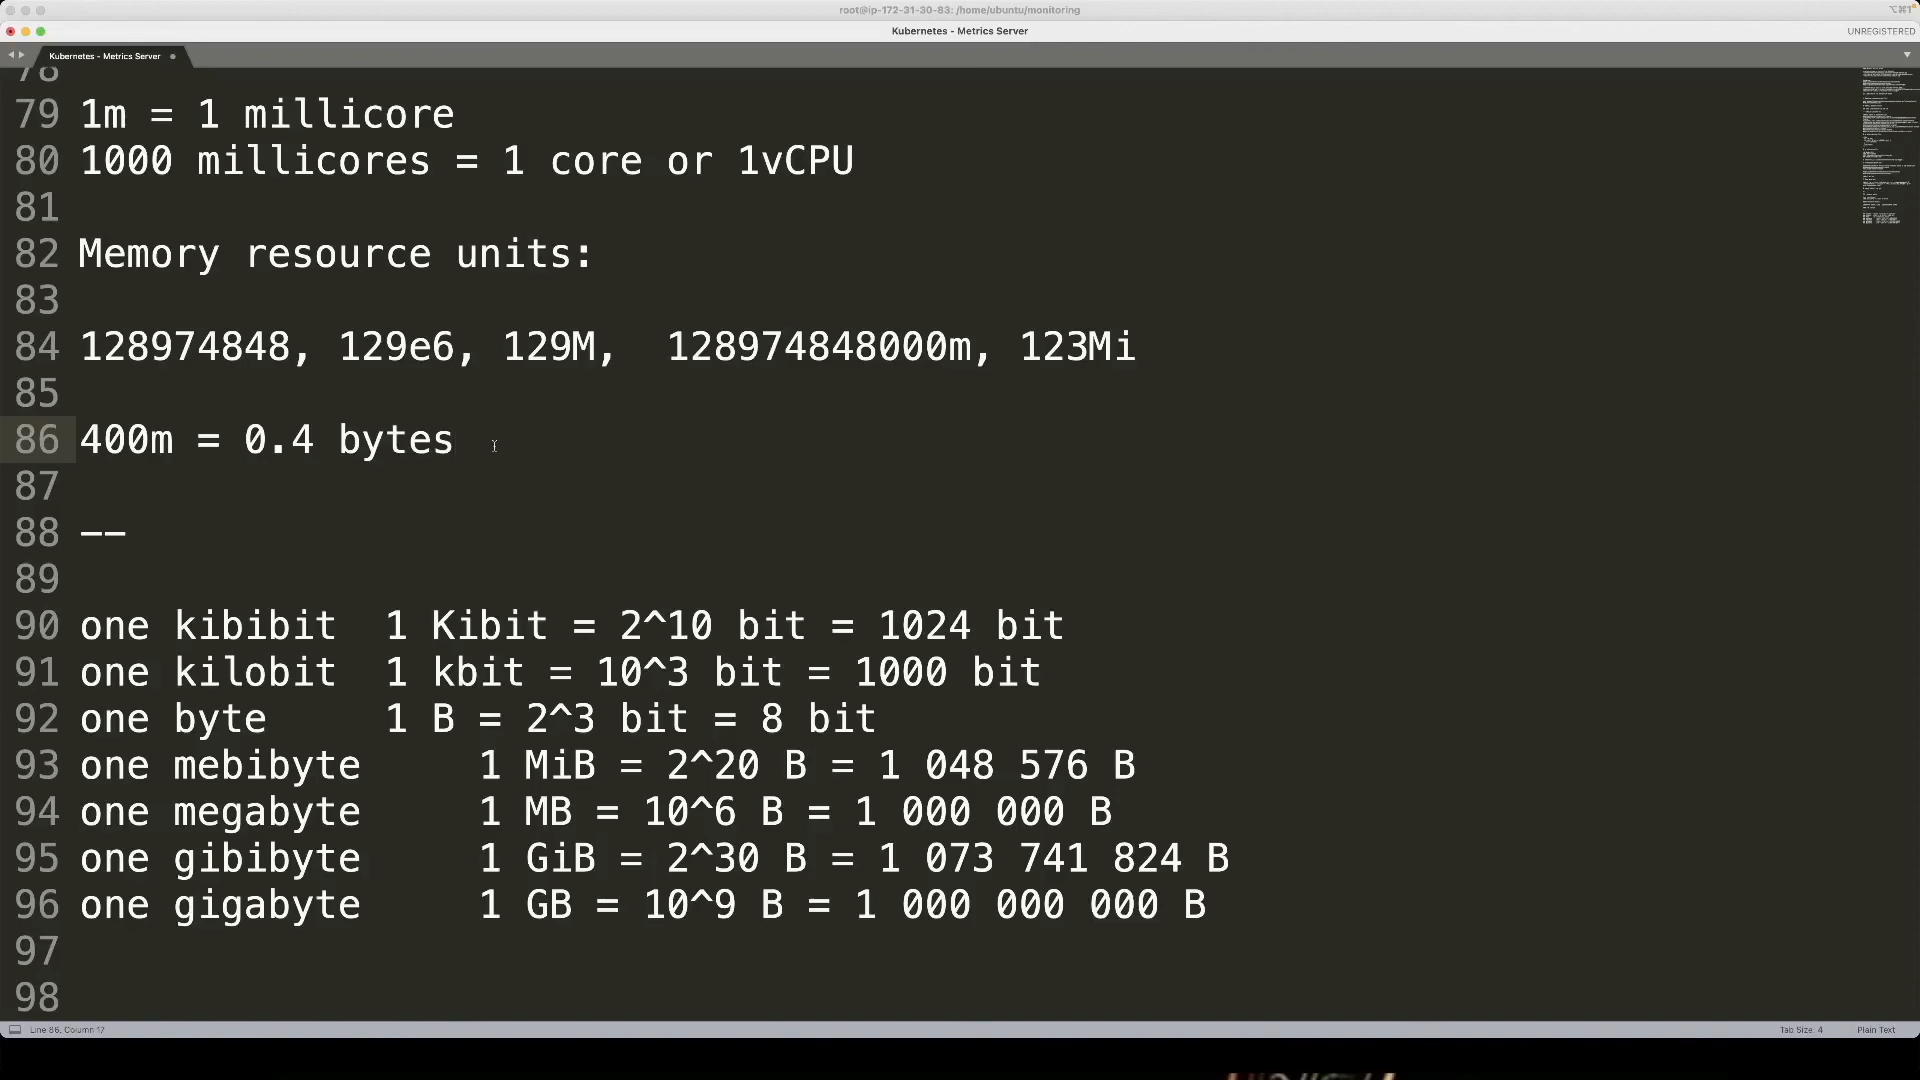 root@ip-172-31-30-83: /home/ubuntu/monitoring
Kubernetes - Metrics Server
UNREGISTERED
Kubernetes - Metrics Server
78
79 1m = 1 millicore
80 1000 millicores = 1 core or 1vCPU
81
82 Memory resource units:
83
84 128974848, 129e6, 129M,  128974848000m, 123Mi
85
86 400m = 0.4 bytes
87
88 --
89
90 one kibibit  1 Kibit = 2^10 bit = 1024 bit
91 one kilobit  1 kbit = 10^3 bit = 1000 bit
92 one byte     1 B = 2^3 bit = 8 bit
93 one mebibyte     1 MiB = 2^20 B = 1 048 576 B
94 one megabyte     1 MB = 10^6 B = 1 000 000 B
95 one gibibyte     1 GiB = 2^30 B = 1 073 741 824 B
96 one gigabyte     1 GB = 10^9 B = 1 000 000 000 B
97
98
Line 86, Column 17
Tab Size: 4
Plain Text